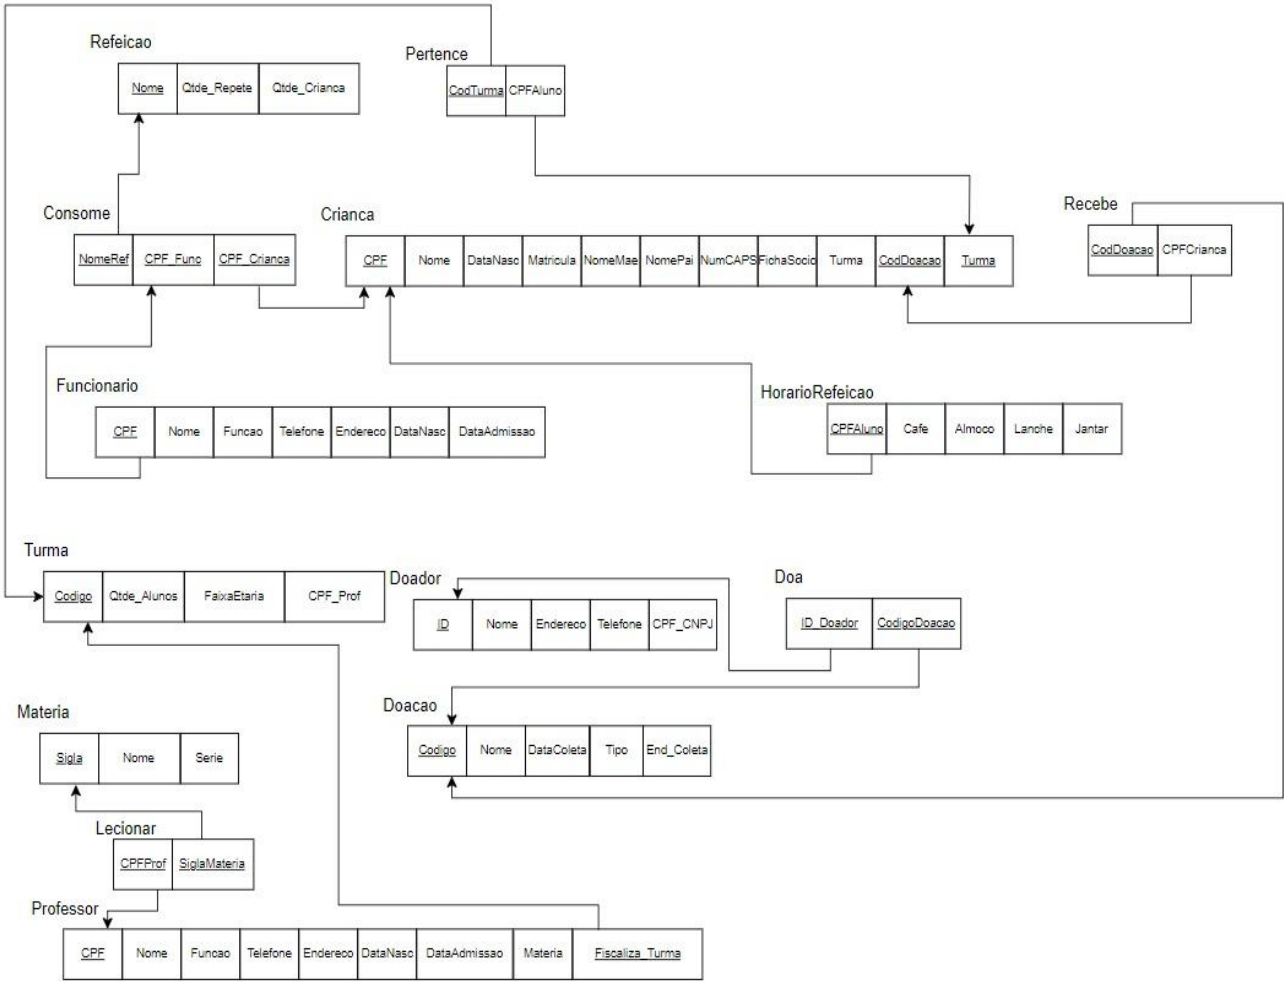 Refeicao
Nome Qtde_Repete Qtde_Crianca
Pertence
CodTurma CPFAluno
Consome
NomeRef CPF_Func CPF_Crianca
Crianca
CPF Nome DataNasc Matricula NomeMae NomePai NumCAPS FichaSocio Turma CodDoacao Turma
Recebe
CodDoacao CPFCrianca
Funcionario
CPF Nome Funcao Telefone Endereco DataNasc DataAdmissao
HorarioRefeicao
CPFAluno Cafe Almoco Lanche Jantar
Turma
Codigo Qtde_Alunos FaixaEtaria CPF_Prof
Doador
ID Nome Endereco Telefone CPF_CNPJ
Doa
ID_Doador CodigoDoacao
Materia
Sigla Nome Serie
Doacao
Codigo Nome DataColeta Tipo End_Coleta
Lecionar
CPFProf SiglaMateria
Professor
CPF Nome Funcao Telefone Endereco DataNasc DataAdmissao Materia Fiscaliza_Turma